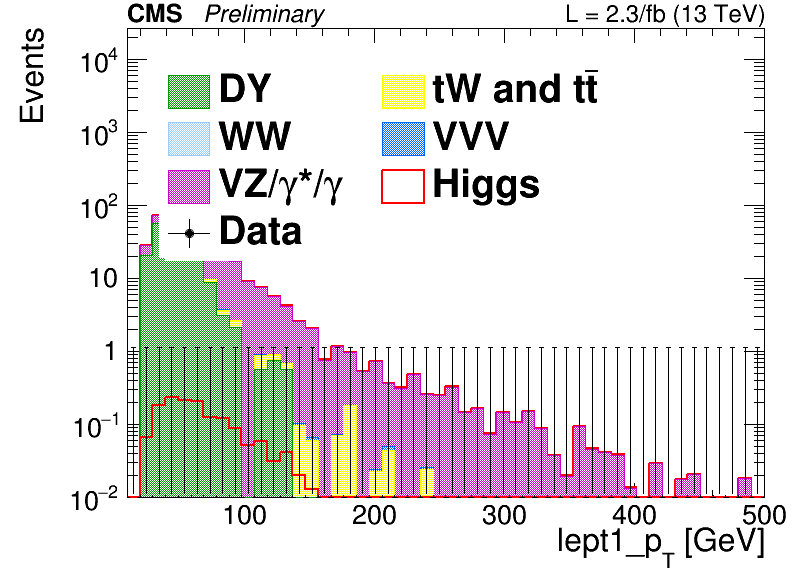 CMS Preliminary L = 2.3/fb (13 TeV)
Events
10⁴
10³
10²
10
1
10⁻¹
10⁻²
DY tW and tt̄
WW VVV
VZ/γ*/γ Higgs
Data
100 200 300 400 500
lept1_p_T [GeV]